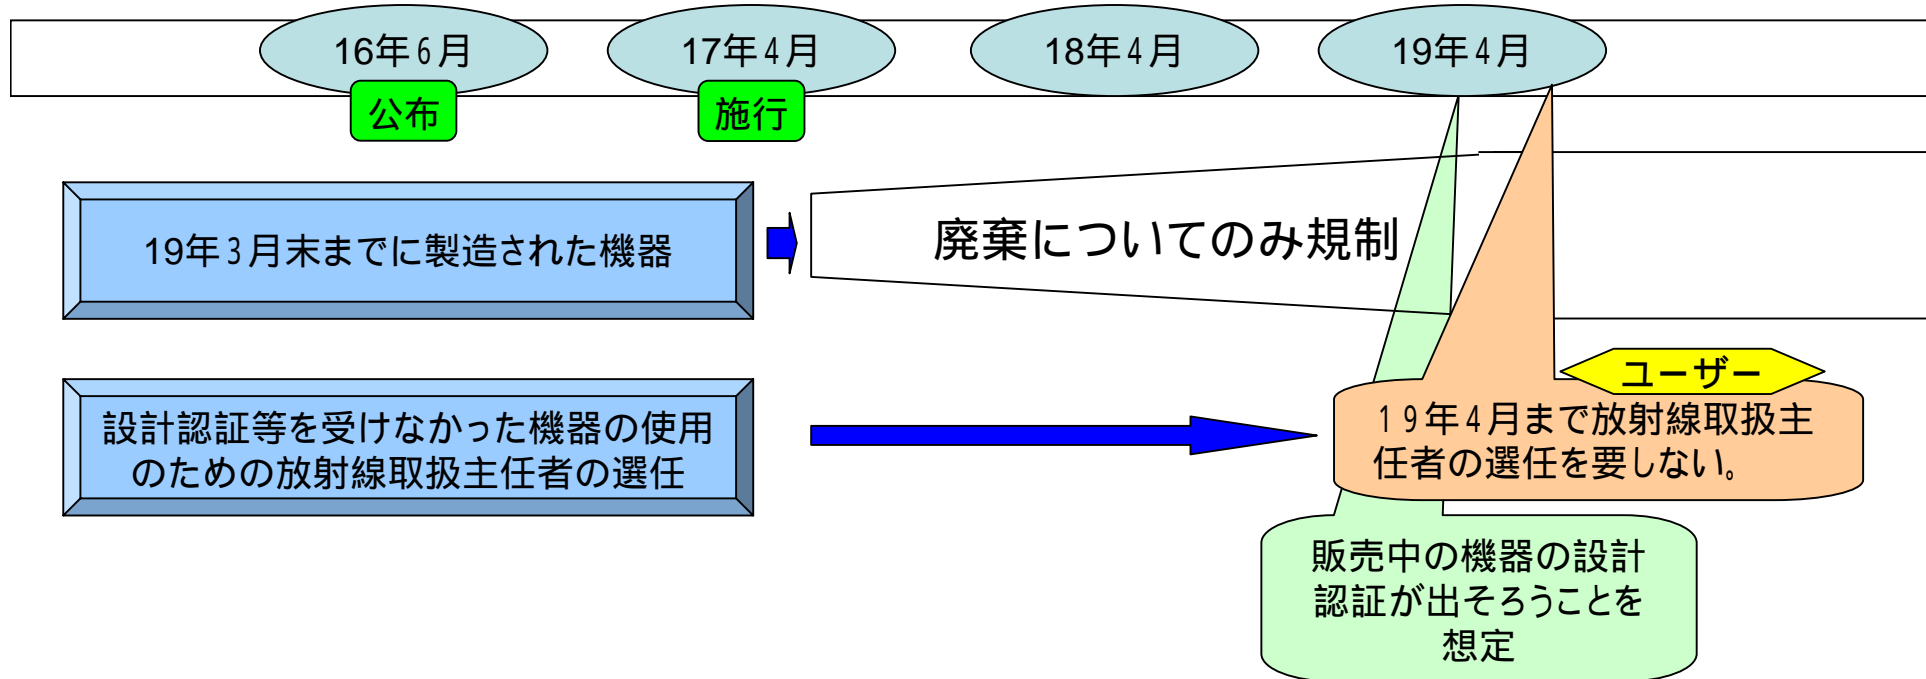 16年6月
17年4月
18年4月
19年4月
公布
施行
19年3月末までに製造された機器
廃棄についてのみ規制
設計認証等を受けなかった機器の使用
のための放射線取扱主任者の選任
ユーザー
19年4月まで放射線取扱主
任者の選任を要しない。
販売中の機器の設計
認証が出そろうことを
想定